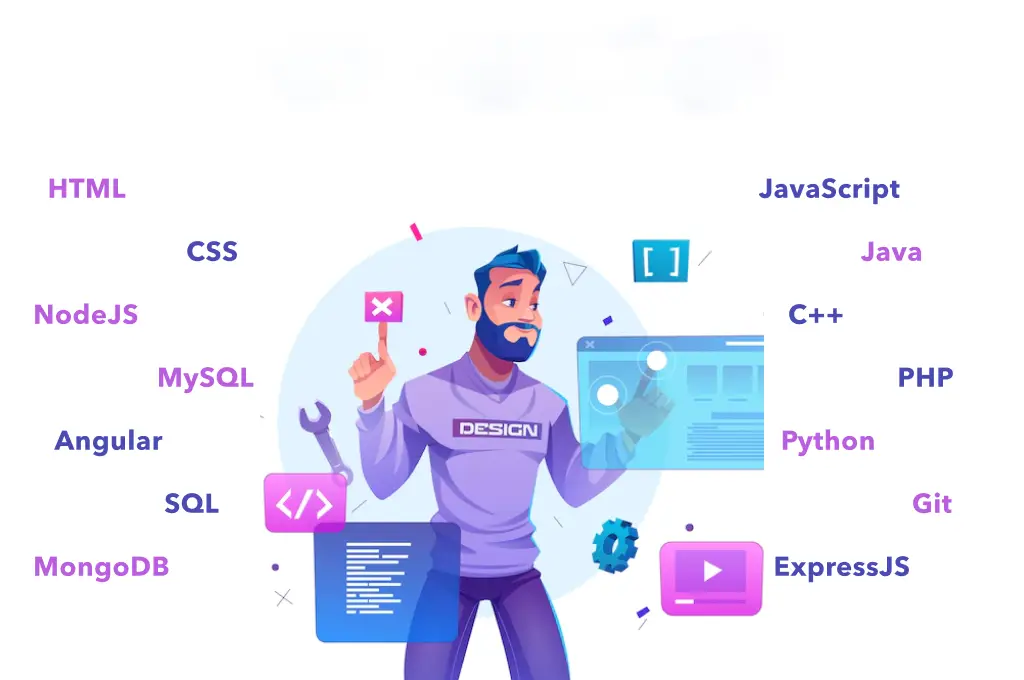 HTML
JavaScript
CSS
Java
NodeJS
C++
MySQL
PHP
DESIGN
Angular
Python
SQL
Git
</>
[ ]
MongoDB
ExpressJS